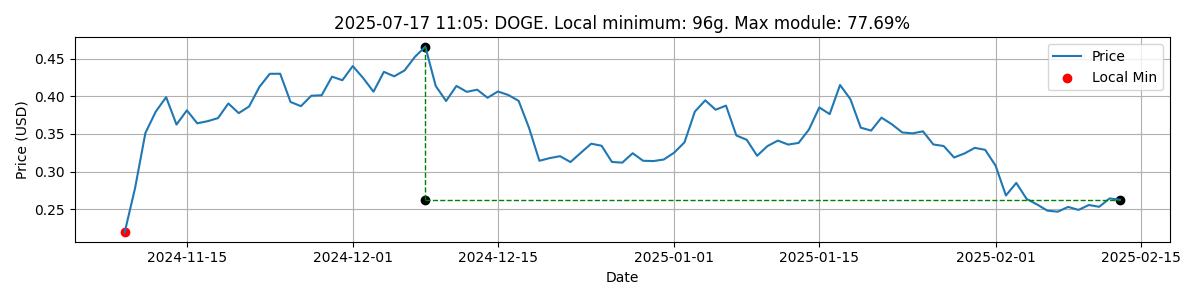 2025-07-17 11:05: DOGE. Local minimum: 96g. Max module: 77.69%
Price (USD)
0.45
0.40
0.35
0.30
0.25
Price
Local Min
2024-11-15
2024-12-01
2024-12-15
2025-01-01
2025-01-15
2025-02-01
2025-02-15
Date